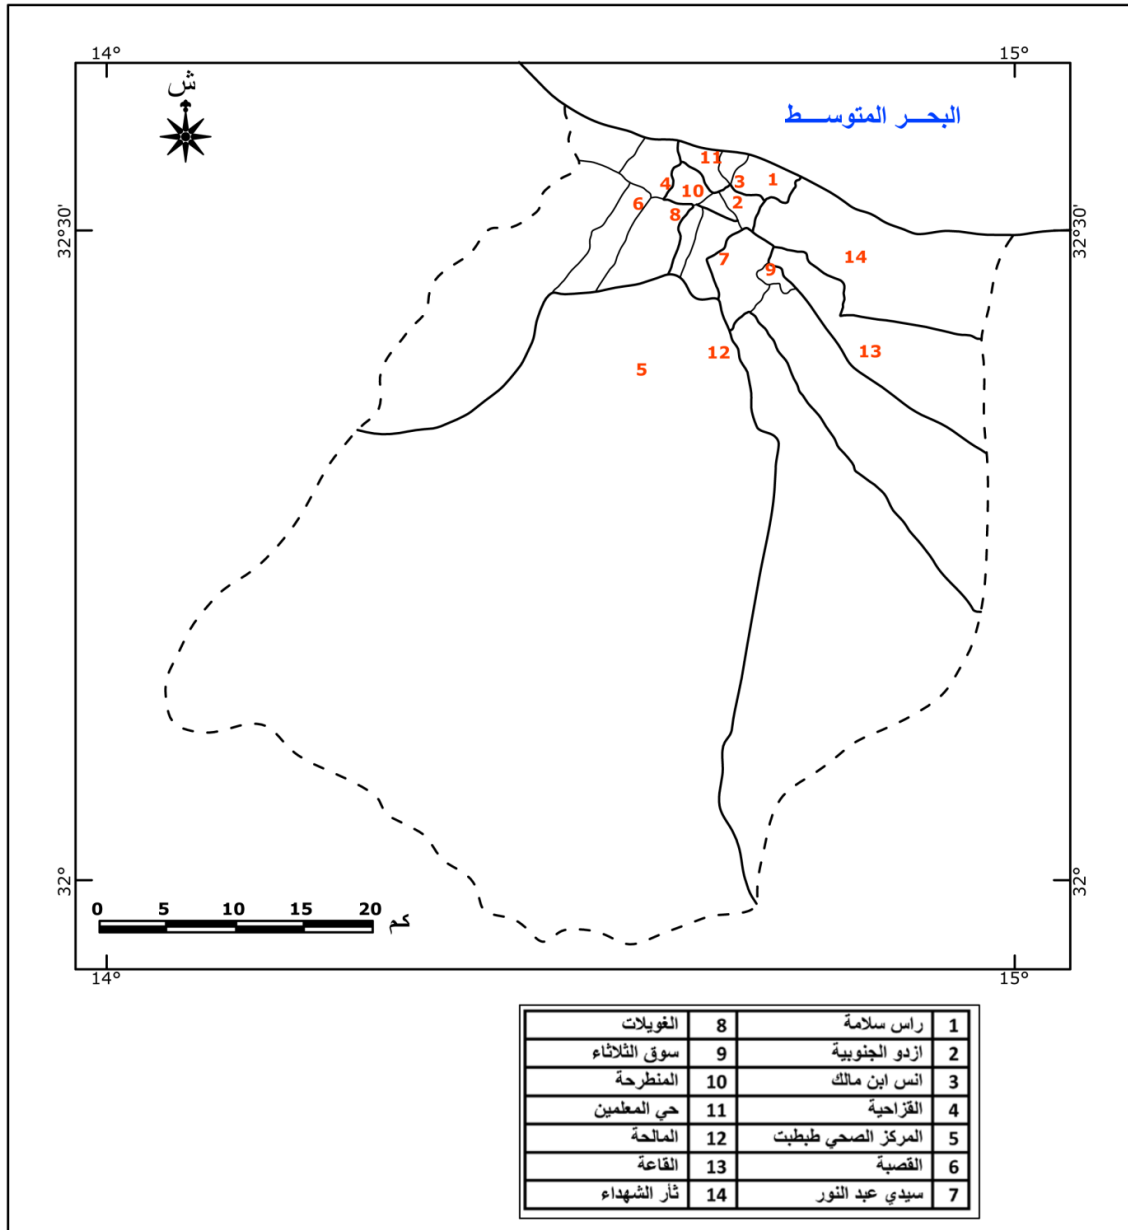 14° 15°
ش
البحـــر المتوســـــط
11
4 10 3 1
6 8 2
32°30' 32°30'
7 9 14
12 13
5
32° 32°
0 5 10 15 20
كم
14° 15°
1 راس سلامة 8 الغويلات
2 ازدو الجنوبية 9 سوق الثلاثاء
3 انس ابن مالك 10 المنطرحة
4 القزاحية 11 حي المعلمين
5 المركز الصحي طبطبت 12 المالحة
6 القصبة 13 القاعة
7 سيدي عبد النور 14 ثأر الشهداء